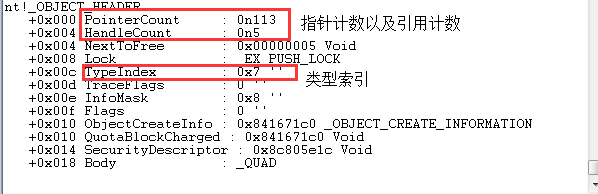 nt!_OBJECT_HEADER
+0x000 PointerCount : 0n113
+0x004 HandleCount : 0n5
指针计数以及引用计数
+0x004 NextToFree : 0x00000005 Void
+0x008 Lock : _EX_PUSH_LOCK
+0x00c TypeIndex : 0x7 ''
类型索引
+0x00d TraceFlags : 0 ''
+0x00e InfoMask : 0x8 ''
+0x00f Flags : 0 ''
+0x010 ObjectCreateInfo : 0x841671c0 _OBJECT_CREATE_INFORMATION
+0x010 QuotaBlockCharged : 0x841671c0 Void
+0x014 SecurityDescriptor : 0x8c805e1c Void
+0x018 Body : _QUAD